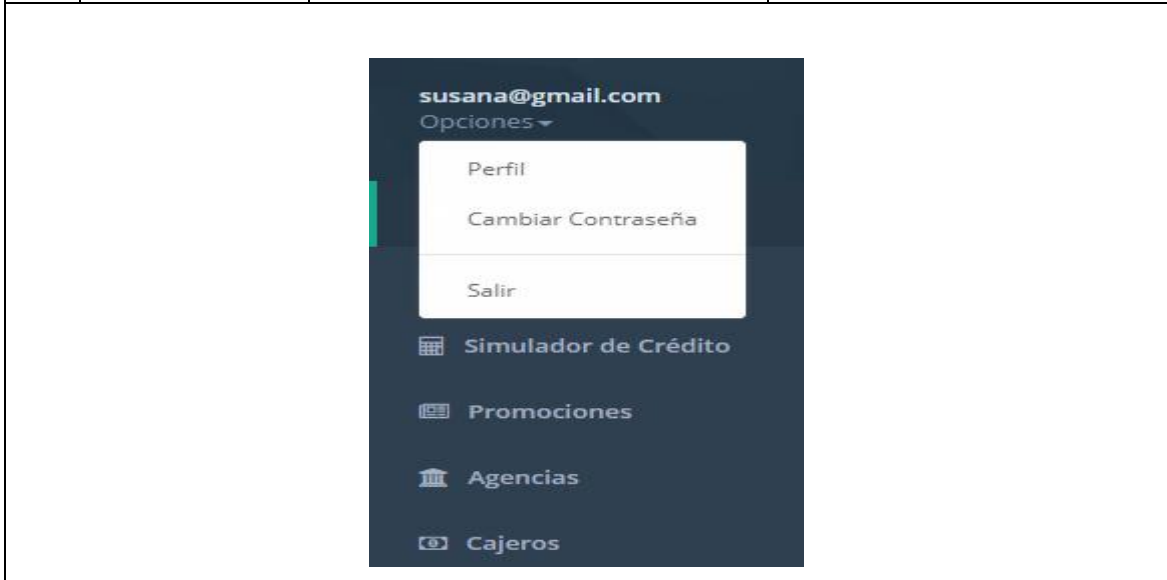 susana@gmail.com
Opciones
Perfil
Cambiar Contraseña
Salir
Simulador de Crédito
Promociones
Agencias
Cajeros